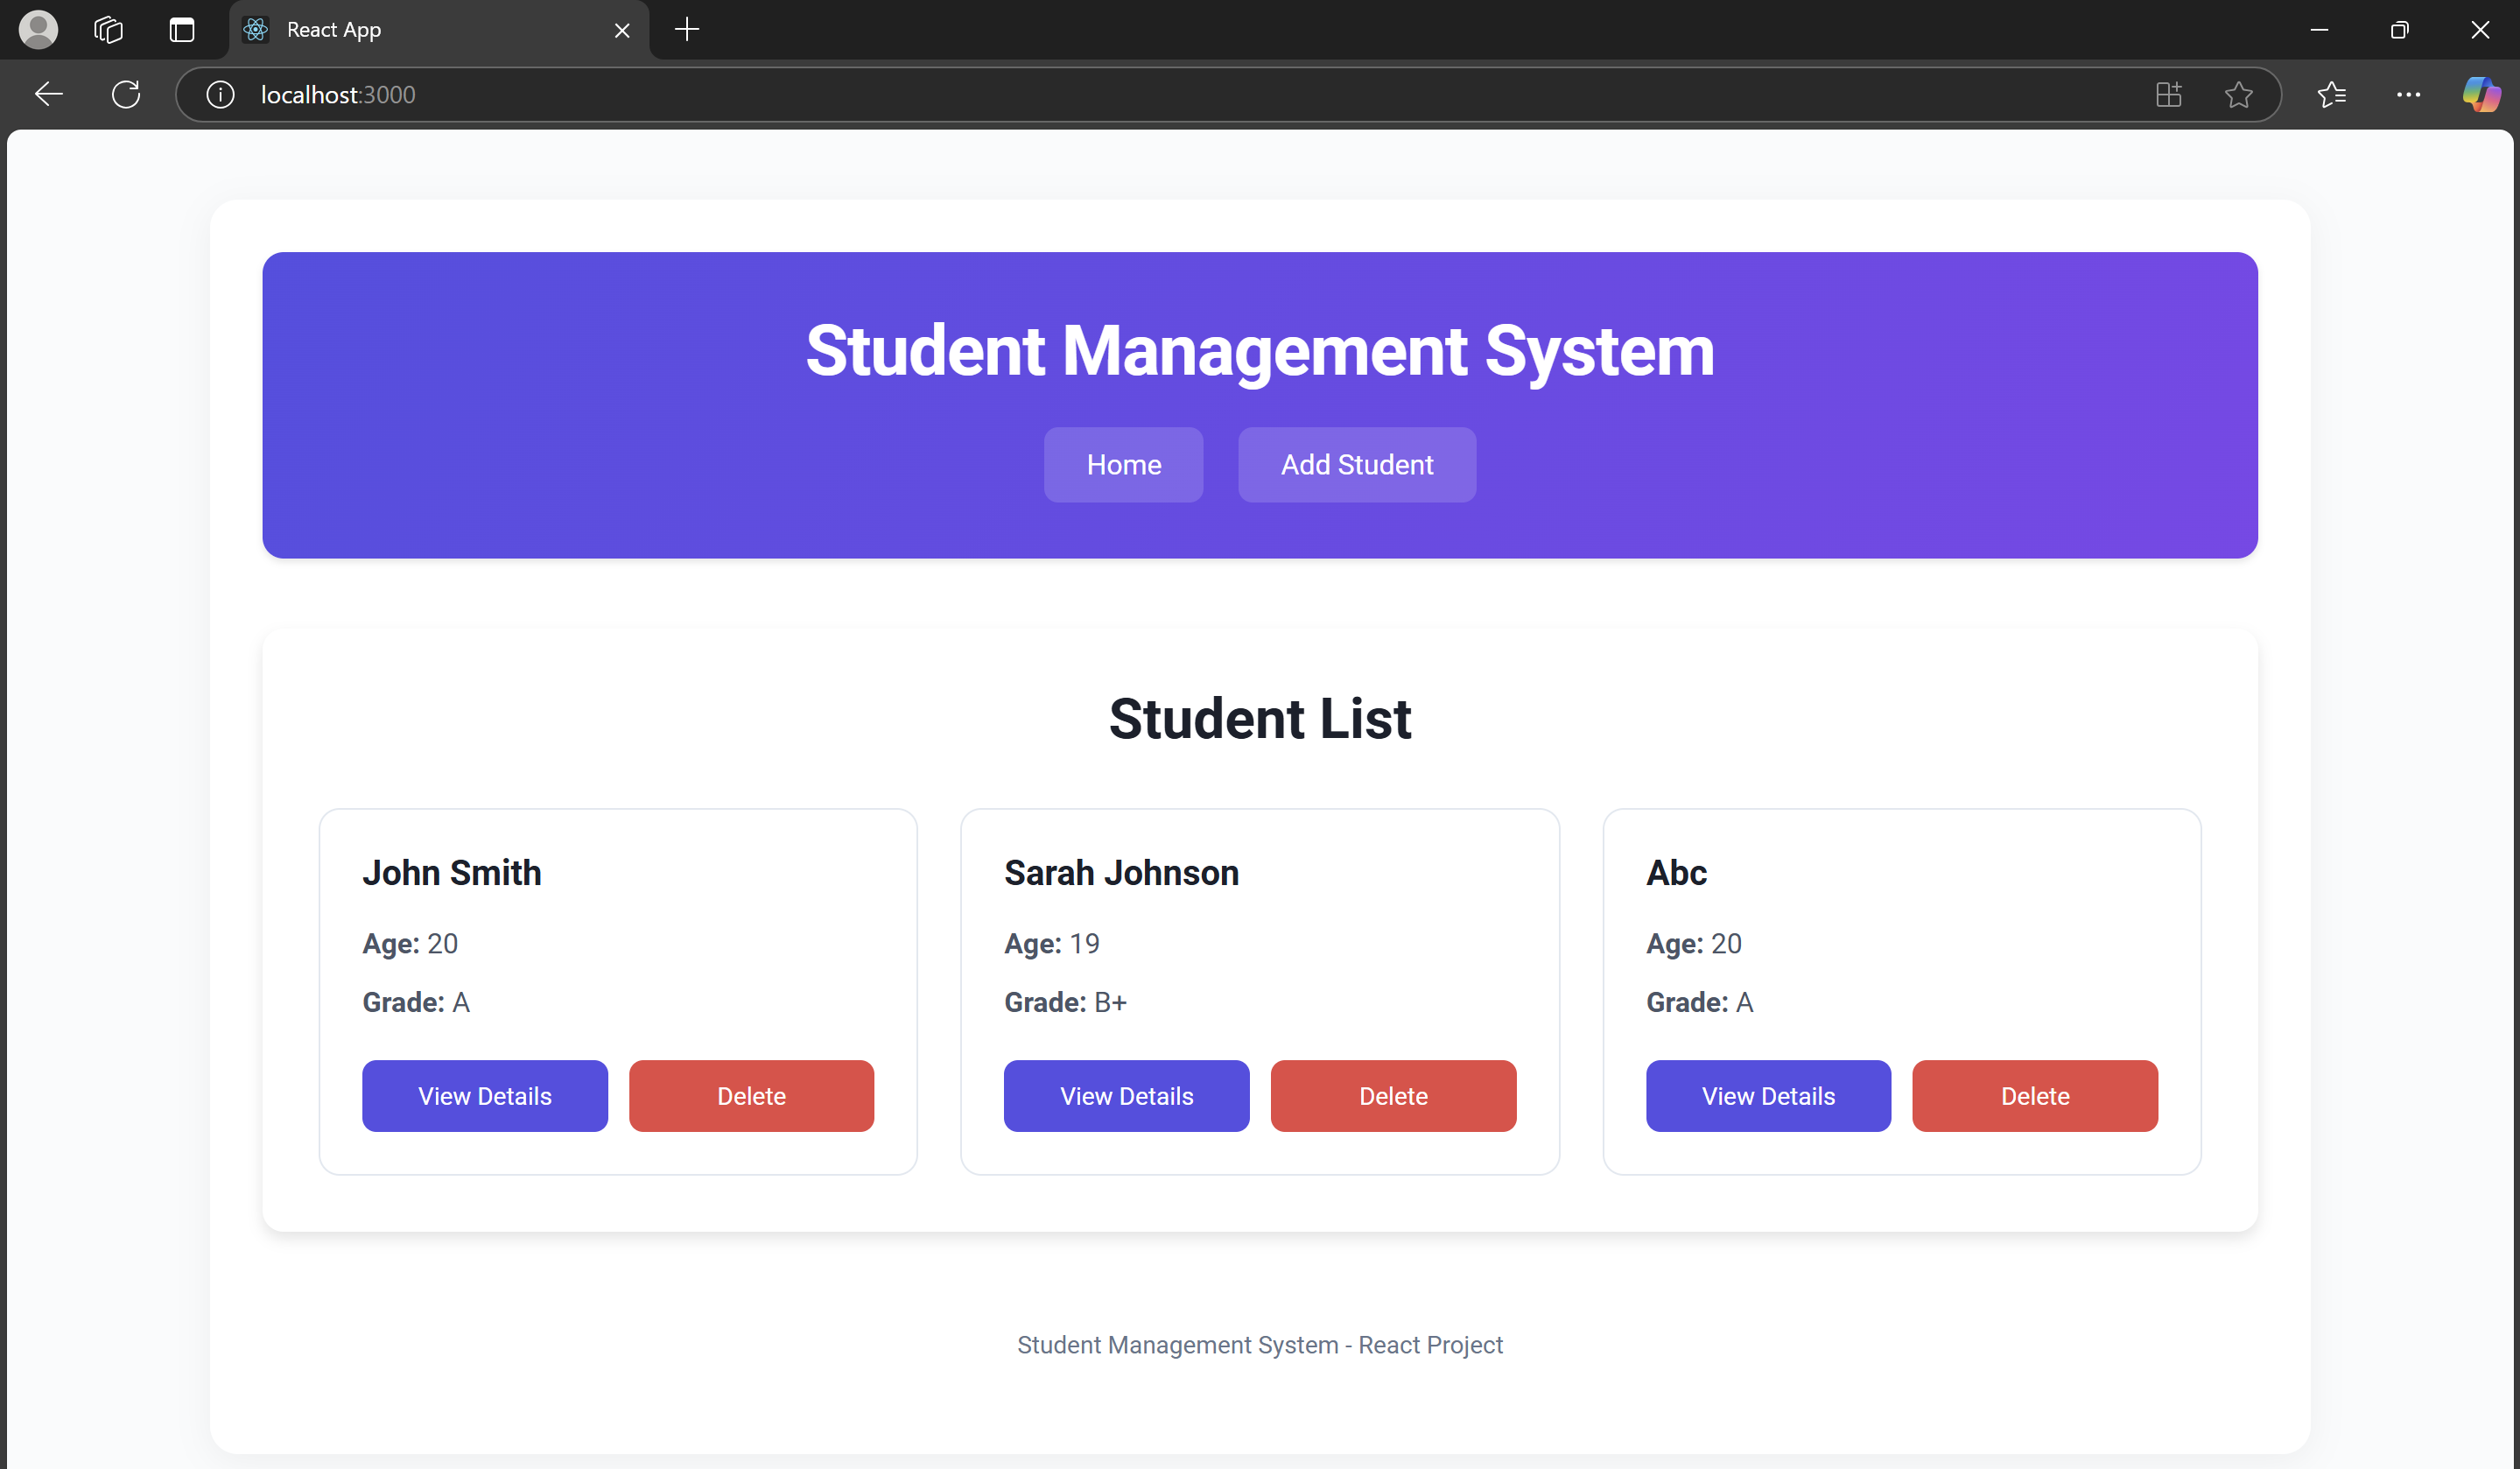 React App
localhost:3000
Student Management System
Home Add Student
Student List
John Smith
Age: 20
Grade: A
View Details Delete
Sarah Johnson
Age: 19
Grade: B+
View Details Delete
Abc
Age: 20
Grade: A
View Details Delete
Student Management System - React Project